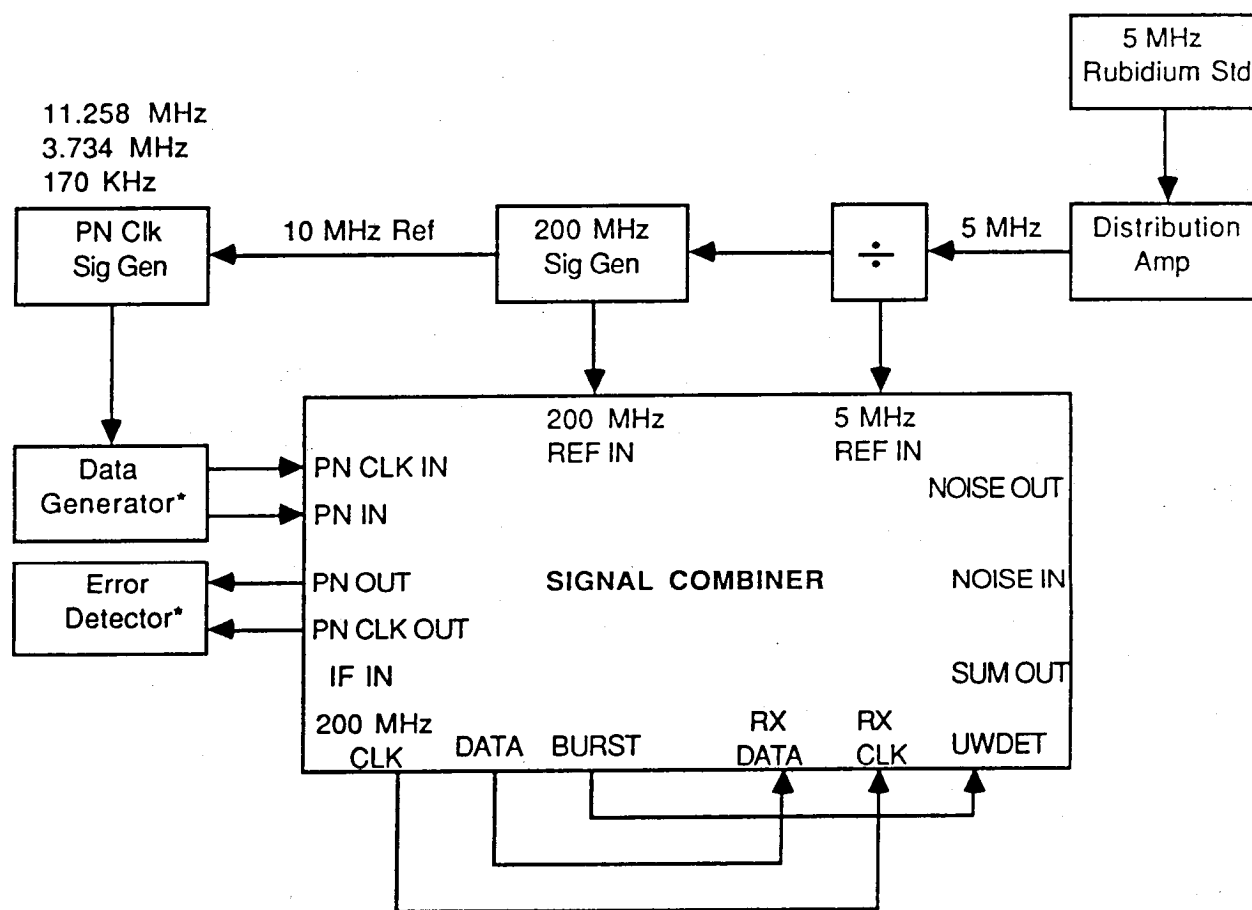 5 MHz
Rubidium Std
11.258 MHz
3.734 MHz
170 KHz
PN Clk
Sig Gen
10 MHz Ref
200 MHz
Sig Gen
÷
5 MHz
Distribution
Amp
200 MHz
REF IN
5 MHz
REF IN
Data
Generator*
PN CLK IN
PN IN
NOISE OUT
Error
Detector*
PN OUT
PN CLK OUT
SIGNAL COMBINER
NOISE IN
IF IN
SUM OUT
200 MHz
CLK
DATA
BURST
RX
DATA
RX
CLK
UWDET